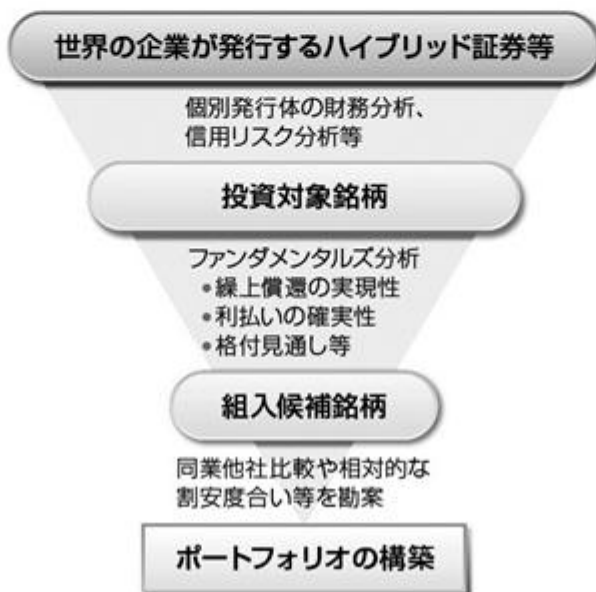 世界の企業が発行するハイブリッド証券等
個別発行体の財務分析、
信用リスク分析等
投資対象銘柄
ファンダメンタルズ分析
●繰上償還の実現性
●利払いの確実性
●格付見通し等
組入候補銘柄
同業他社比較や相対的な
割安度合い等を勘案
ポートフォリオの構築